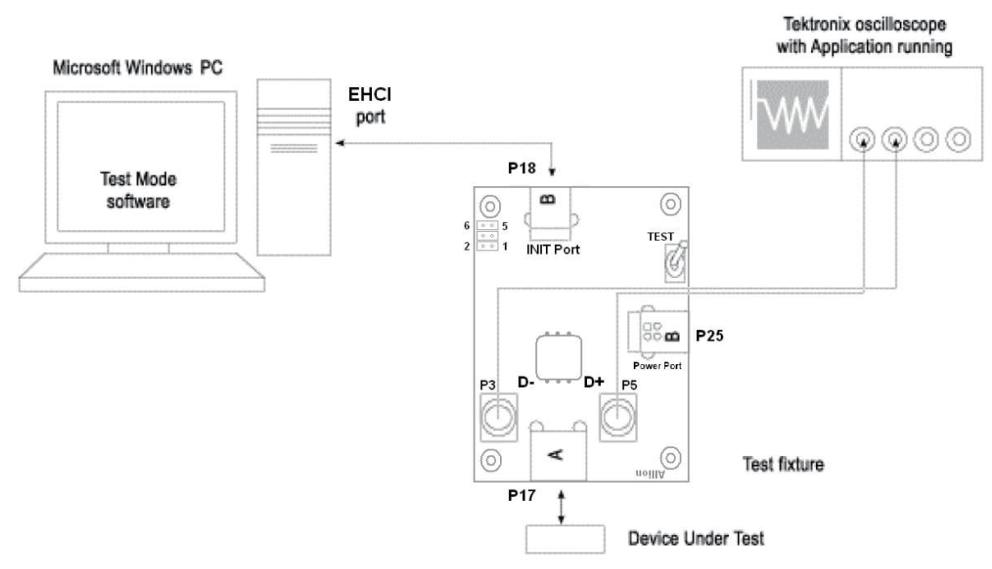 Tektronix oscilloscope
with Application running
Microsoft Windows PC
EHCI
port
Test Mode
software
P18
B
6
5
2
1
INIT Port
TEST
B
P25
Power Port
P3
D-
D+
P5
A
Allion
P17
Test fixture
Device Under Test